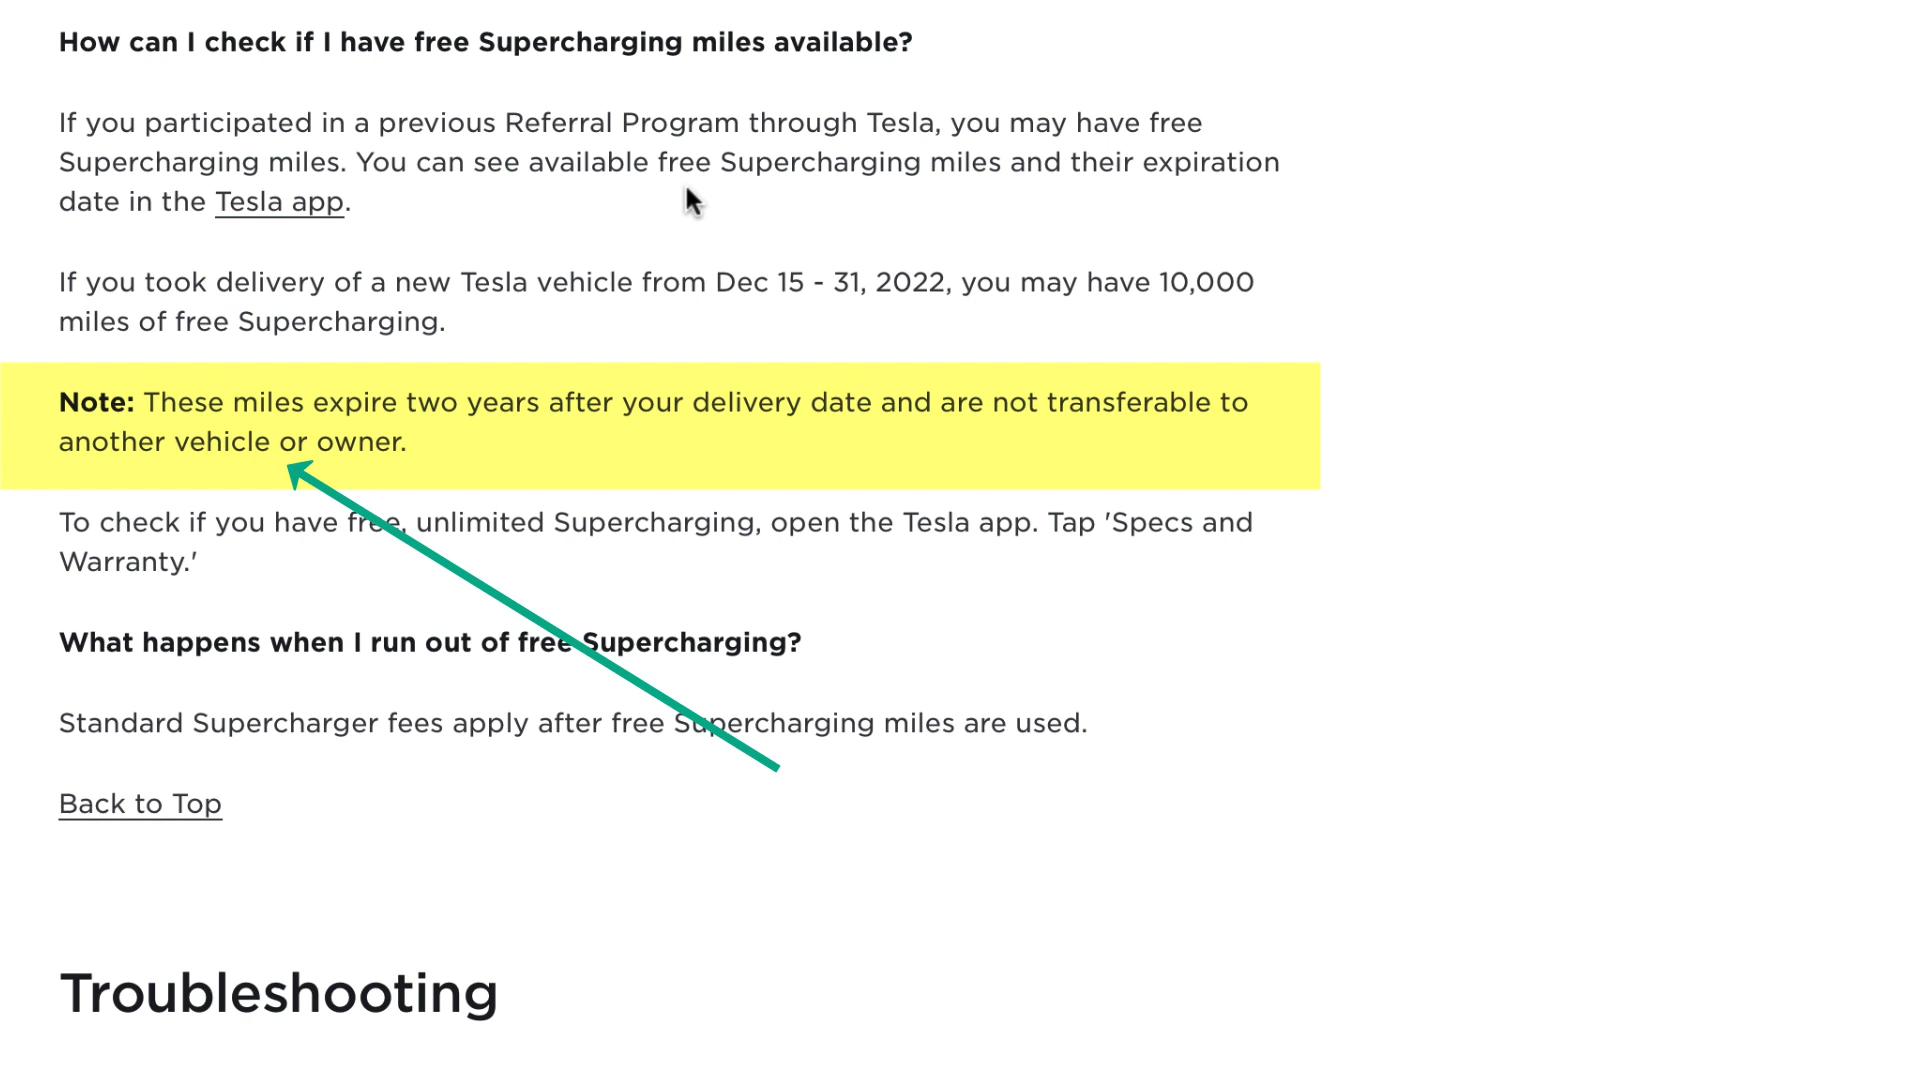 How can I check if I have free Supercharging miles available?
If you participated in a previous Referral Program through Tesla, you may have free
Supercharging miles. You can see available free Supercharging miles and their expiration
date in the Tesla app.
If you took delivery of a new Tesla vehicle from Dec 15 - 31, 2022, you may have 10,000
miles of free Supercharging.
Note: These miles expire two years after your delivery date and are not transferable to
another vehicle or owner.
To check if you have free, unlimited Supercharging, open the Tesla app. Tap 'Specs and
Warranty.'
What happens when I run out of free Supercharging?
Standard Supercharger fees apply after free Supercharging miles are used.
Back to Top
Troubleshooting